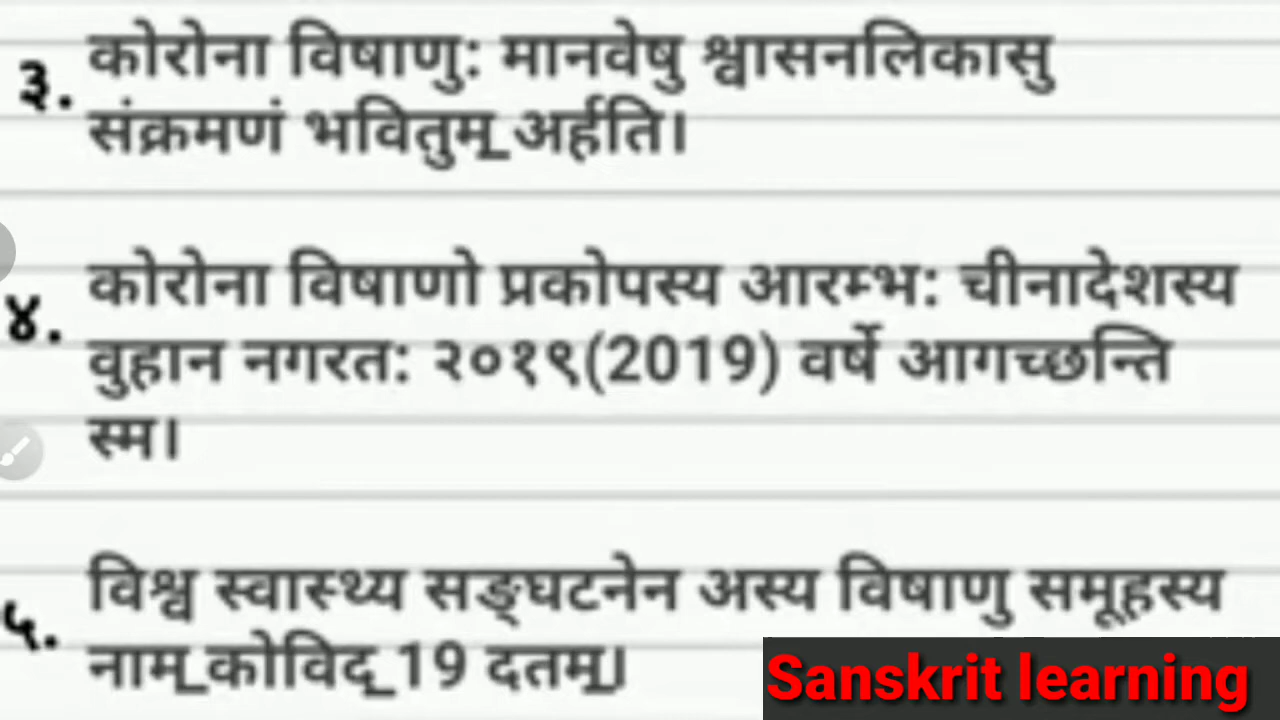 ३. कोरोना विषाणु: मानवेषु श्वासनलिकासु
संक्रमणं भवितुम् अर्हति।
४. कोरोना विषाणो प्रकोपस्य आरम्भ: चीनादेशस्य
वुहान नगरत: २०१९(2019) वर्षे आगच्छन्ति
स्म।
५. विश्व स्वास्थ्य सङ्घटनेन अस्य विषाणु समूहस्य
नाम् कोविद् 19 दतम्।
Sanskrit learning